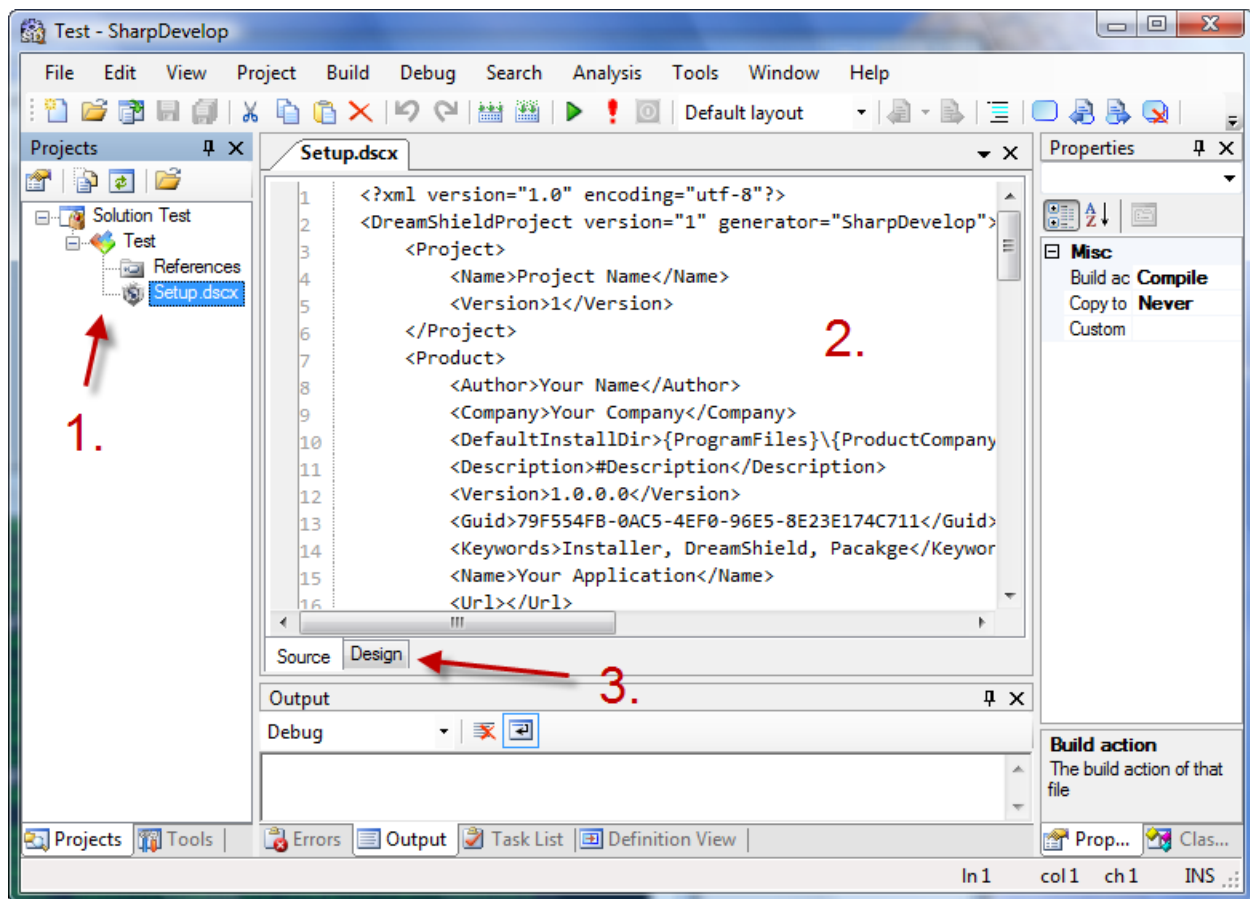 Test - SharpDevelop
File Edit View Project Build Debug Search Analysis Tools Window Help
Default layout
Projects
Solution Test
Test
References
Setup.dscx
1.
Setup.dscx
1 <?xml version="1.0" encoding="utf-8"?>
2 <DreamShieldProject version="1" generator="SharpDevelop">
3 <Project>
4 <Name>Project Name</Name>
5 <Version>1</Version>
6 </Project>
7 <Product>
8 <Author>Your Name</Author>
9 <Company>Your Company</Company>
10 <DefaultInstallDir>{ProgramFiles}\{ProductCompany
11 <Description>#Description</Description>
12 <Version>1.0.0.0</Version>
13 <Guid>79F554FB-0AC5-4EF0-96E5-8E23E174C711</Guid>
14 <Keywords>Installer, DreamShield, Pacakge</Keywor
15 <Name>Your Application</Name>
16 <Url></Url>
2.
Source Design
3.
Output
Debug
Properties
Misc
Build ac Compile
Copy to Never
Custom
Build action
The build action of that
file
Projects Tools
Errors Output Task List Definition View
Prop... Clas...
ln 1 col 1 ch 1 INS